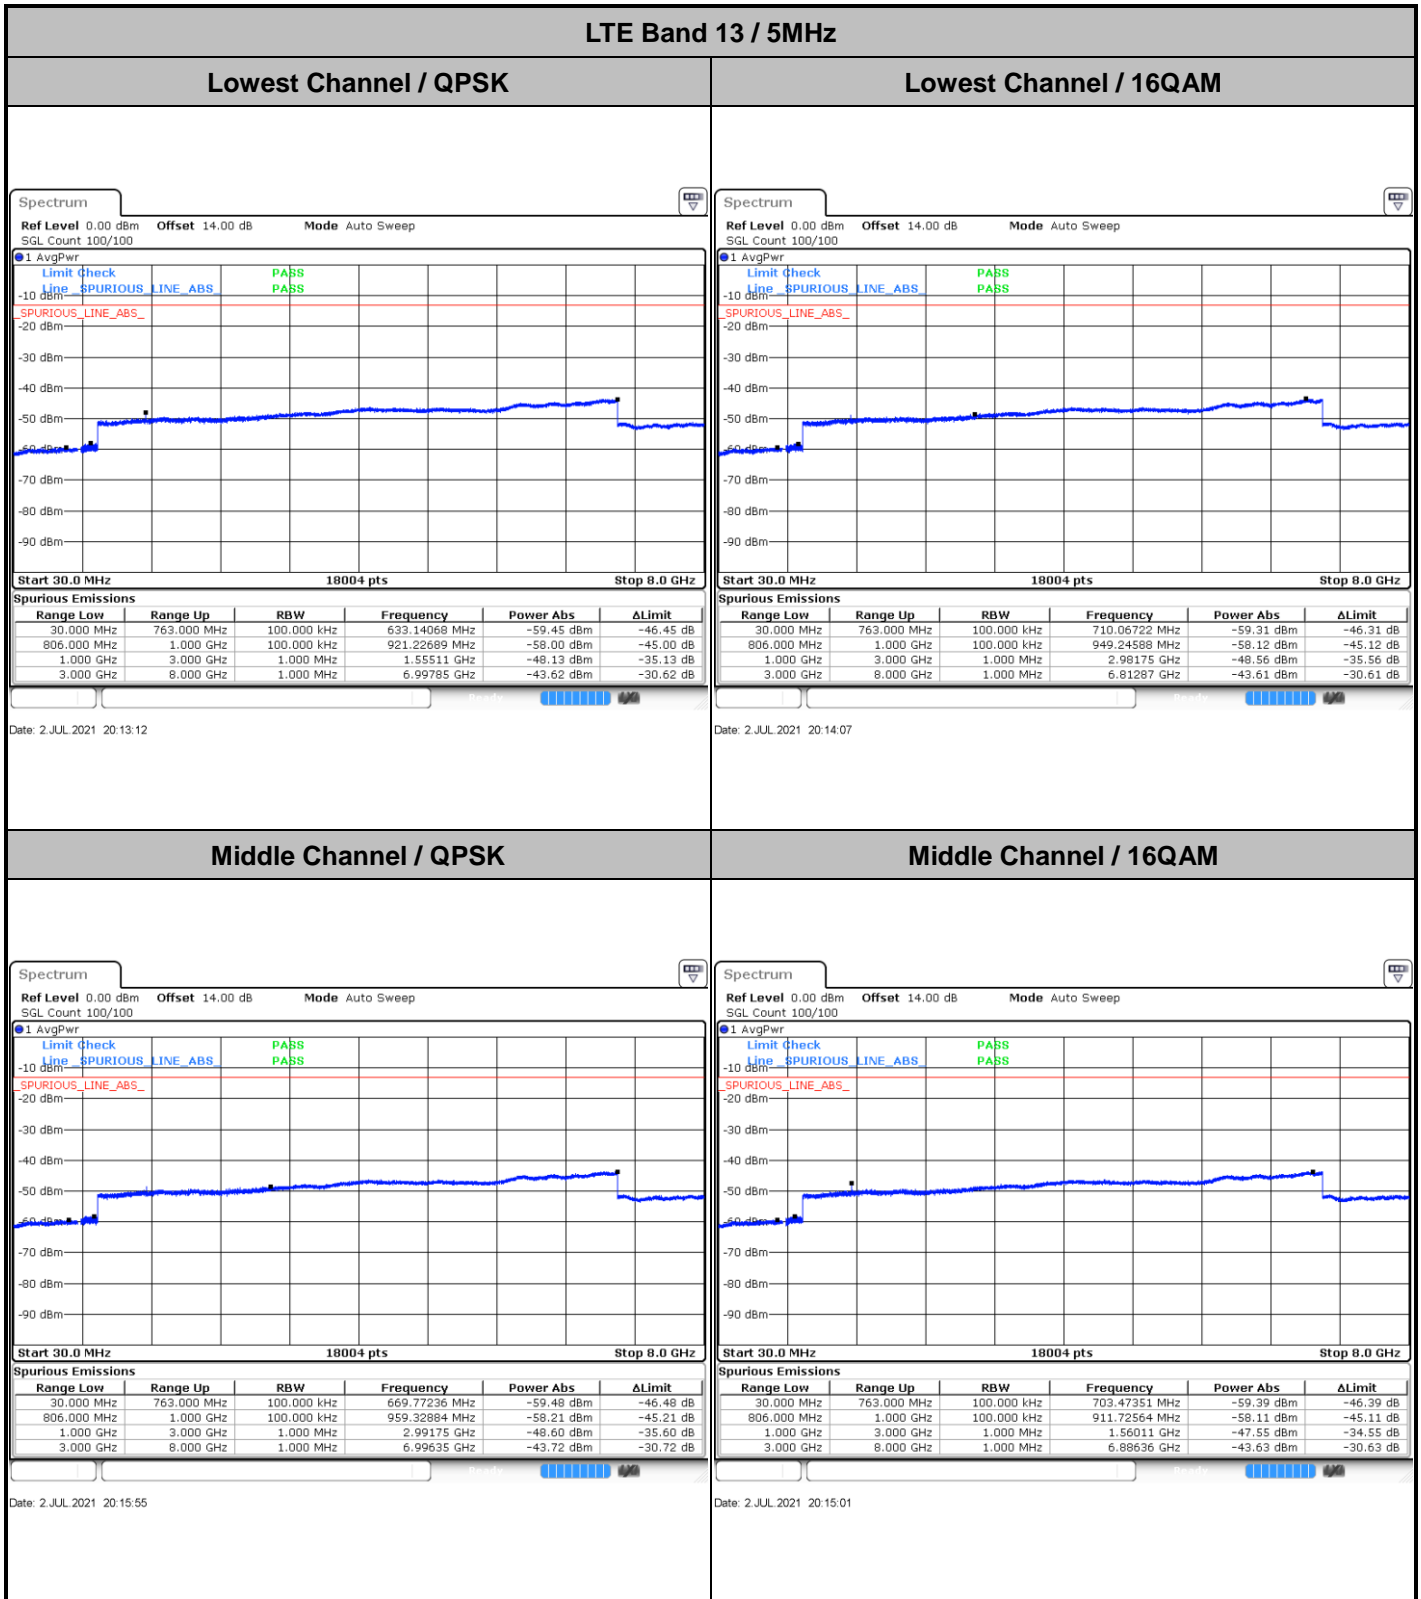 LTE Band 13 / 5MHz
Lowest Channel / QPSK
Lowest Channel / 16QAM
Spectrum
Ref Level 0.00 dBm Offset 14.00 dB Mode Auto Sweep
SGL Count 100/100
1 AvgPwr
Limit Check PASS
Line _SPURIOUS_LINE_ABS_ PASS
-10 dBm
_SPURIOUS_LINE_ABS_
-20 dBm
-30 dBm
-40 dBm
-50 dBm
-60 dBm
-70 dBm
-80 dBm
-90 dBm
Start 30.0 MHz 18004 pts Stop 8.0 GHz
Spurious Emissions
Range Low Range Up RBW Frequency Power Abs ΔLimit
30.000 MHz 763.000 MHz 100.000 kHz 633.14068 MHz -59.45 dBm -46.45 dB
806.000 MHz 1.000 GHz 100.000 kHz 921.22689 MHz -58.00 dBm -45.00 dB
1.000 GHz 3.000 GHz 1.000 MHz 1.55511 GHz -48.13 dBm -35.13 dB
3.000 GHz 8.000 GHz 1.000 MHz 6.99785 GHz -43.62 dBm -30.62 dB
Date: 2.JUL.2021 20:13:12
Spectrum
Ref Level 0.00 dBm Offset 14.00 dB Mode Auto Sweep
SGL Count 100/100
1 AvgPwr
Limit Check PASS
Line _SPURIOUS_LINE_ABS_ PASS
-10 dBm
_SPURIOUS_LINE_ABS_
-20 dBm
-30 dBm
-40 dBm
-50 dBm
-60 dBm
-70 dBm
-80 dBm
-90 dBm
Start 30.0 MHz 18004 pts Stop 8.0 GHz
Spurious Emissions
Range Low Range Up RBW Frequency Power Abs ΔLimit
30.000 MHz 763.000 MHz 100.000 kHz 710.06722 MHz -59.31 dBm -46.31 dB
806.000 MHz 1.000 GHz 100.000 kHz 949.24588 MHz -58.12 dBm -45.12 dB
1.000 GHz 3.000 GHz 1.000 MHz 2.98175 GHz -48.56 dBm -35.56 dB
3.000 GHz 8.000 GHz 1.000 MHz 6.81287 GHz -43.61 dBm -30.61 dB
Date: 2.JUL.2021 20:14:07
Middle Channel / QPSK
Middle Channel / 16QAM
Spectrum
Ref Level 0.00 dBm Offset 14.00 dB Mode Auto Sweep
SGL Count 100/100
1 AvgPwr
Limit Check PASS
Line _SPURIOUS_LINE_ABS_ PASS
-10 dBm
_SPURIOUS_LINE_ABS_
-20 dBm
-30 dBm
-40 dBm
-50 dBm
-60 dBm
-70 dBm
-80 dBm
-90 dBm
Start 30.0 MHz 18004 pts Stop 8.0 GHz
Spurious Emissions
Range Low Range Up RBW Frequency Power Abs ΔLimit
30.000 MHz 763.000 MHz 100.000 kHz 669.77236 MHz -59.48 dBm -46.48 dB
806.000 MHz 1.000 GHz 100.000 kHz 959.32884 MHz -58.21 dBm -45.21 dB
1.000 GHz 3.000 GHz 1.000 MHz 2.99175 GHz -48.60 dBm -35.60 dB
3.000 GHz 8.000 GHz 1.000 MHz 6.99635 GHz -43.72 dBm -30.72 dB
Date: 2.JUL.2021 20:15:55
Spectrum
Ref Level 0.00 dBm Offset 14.00 dB Mode Auto Sweep
SGL Count 100/100
1 AvgPwr
Limit Check PASS
Line _SPURIOUS_LINE_ABS_ PASS
-10 dBm
_SPURIOUS_LINE_ABS_
-20 dBm
-30 dBm
-40 dBm
-50 dBm
-60 dBm
-70 dBm
-80 dBm
-90 dBm
Start 30.0 MHz 18004 pts Stop 8.0 GHz
Spurious Emissions
Range Low Range Up RBW Frequency Power Abs ΔLimit
30.000 MHz 763.000 MHz 100.000 kHz 703.47351 MHz -59.39 dBm -46.39 dB
806.000 MHz 1.000 GHz 100.000 kHz 911.72564 MHz -58.11 dBm -45.11 dB
1.000 GHz 3.000 GHz 1.000 MHz 1.56011 GHz -47.55 dBm -34.55 dB
3.000 GHz 8.000 GHz 1.000 MHz 6.88636 GHz -43.63 dBm -30.63 dB
Date: 2.JUL.2021 20:15:01